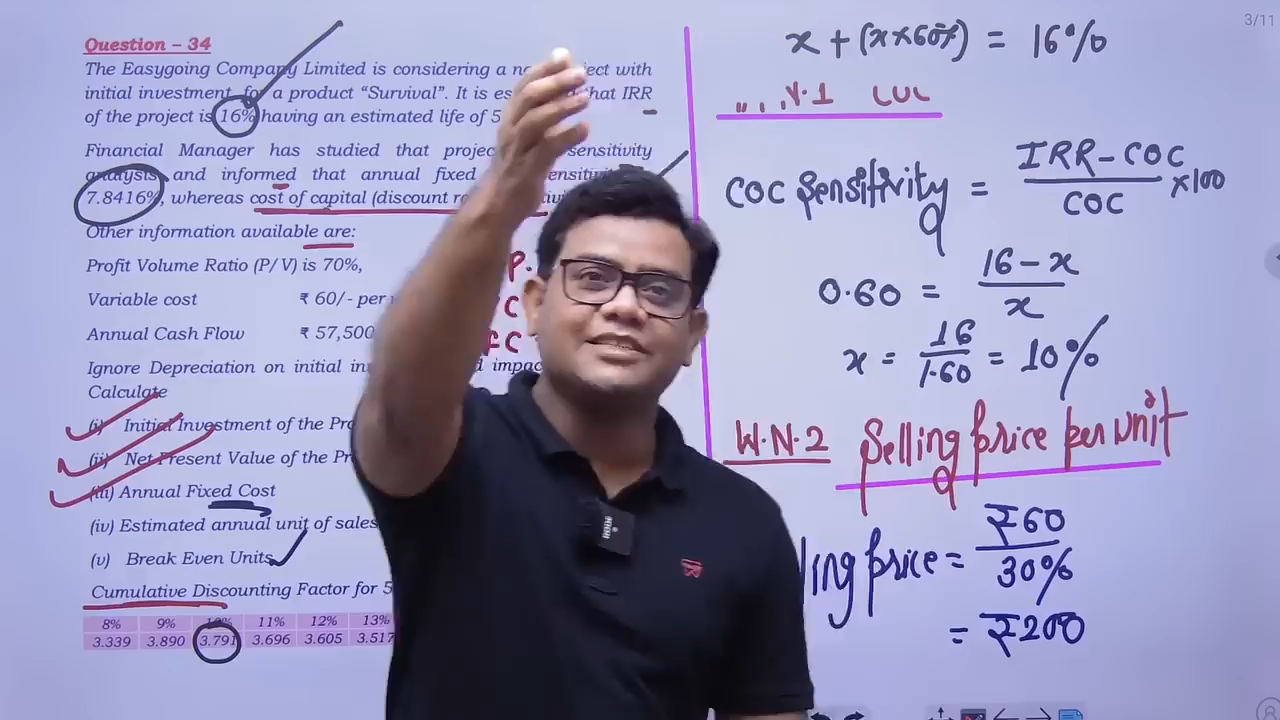 3/11
Question – 34
The Easygoing Company Limited is considering a project with
initial investment, for a product "Survival". It is that IRR
of the project is 16% having an estimated life of 5
Financial Manager has studied that sensitivity
analysis and informed that annual fixed
7.8416%, whereas cost of capital (discount
Other information available are:
Profit Volume Ratio (P/V) is 70%,
Variable cost ₹ 60/- per
Annual Cash Flow ₹ 57,500
Ignore Depreciation on initial
Calculate
(i) Initial Investment of the
(ii) Net Present Value of the
(iii) Annual Fixed Cost
(iv) Estimated annual unit of sales
(v) Break Even Units
Cumulative Discounting Factor for 5
8% 9% 10% 11% 12% 13%
3.339 3.890 3.791 3.696 3.605 3.517
x + (x×60%) = 16%
COC Sensitivity = IRR – COC / COC ×100
0.60 = 16 – x / x
x = 16 / 1.60 = 10%
W.N.2 Selling price per unit
price = ₹60 / 30%
= ₹200